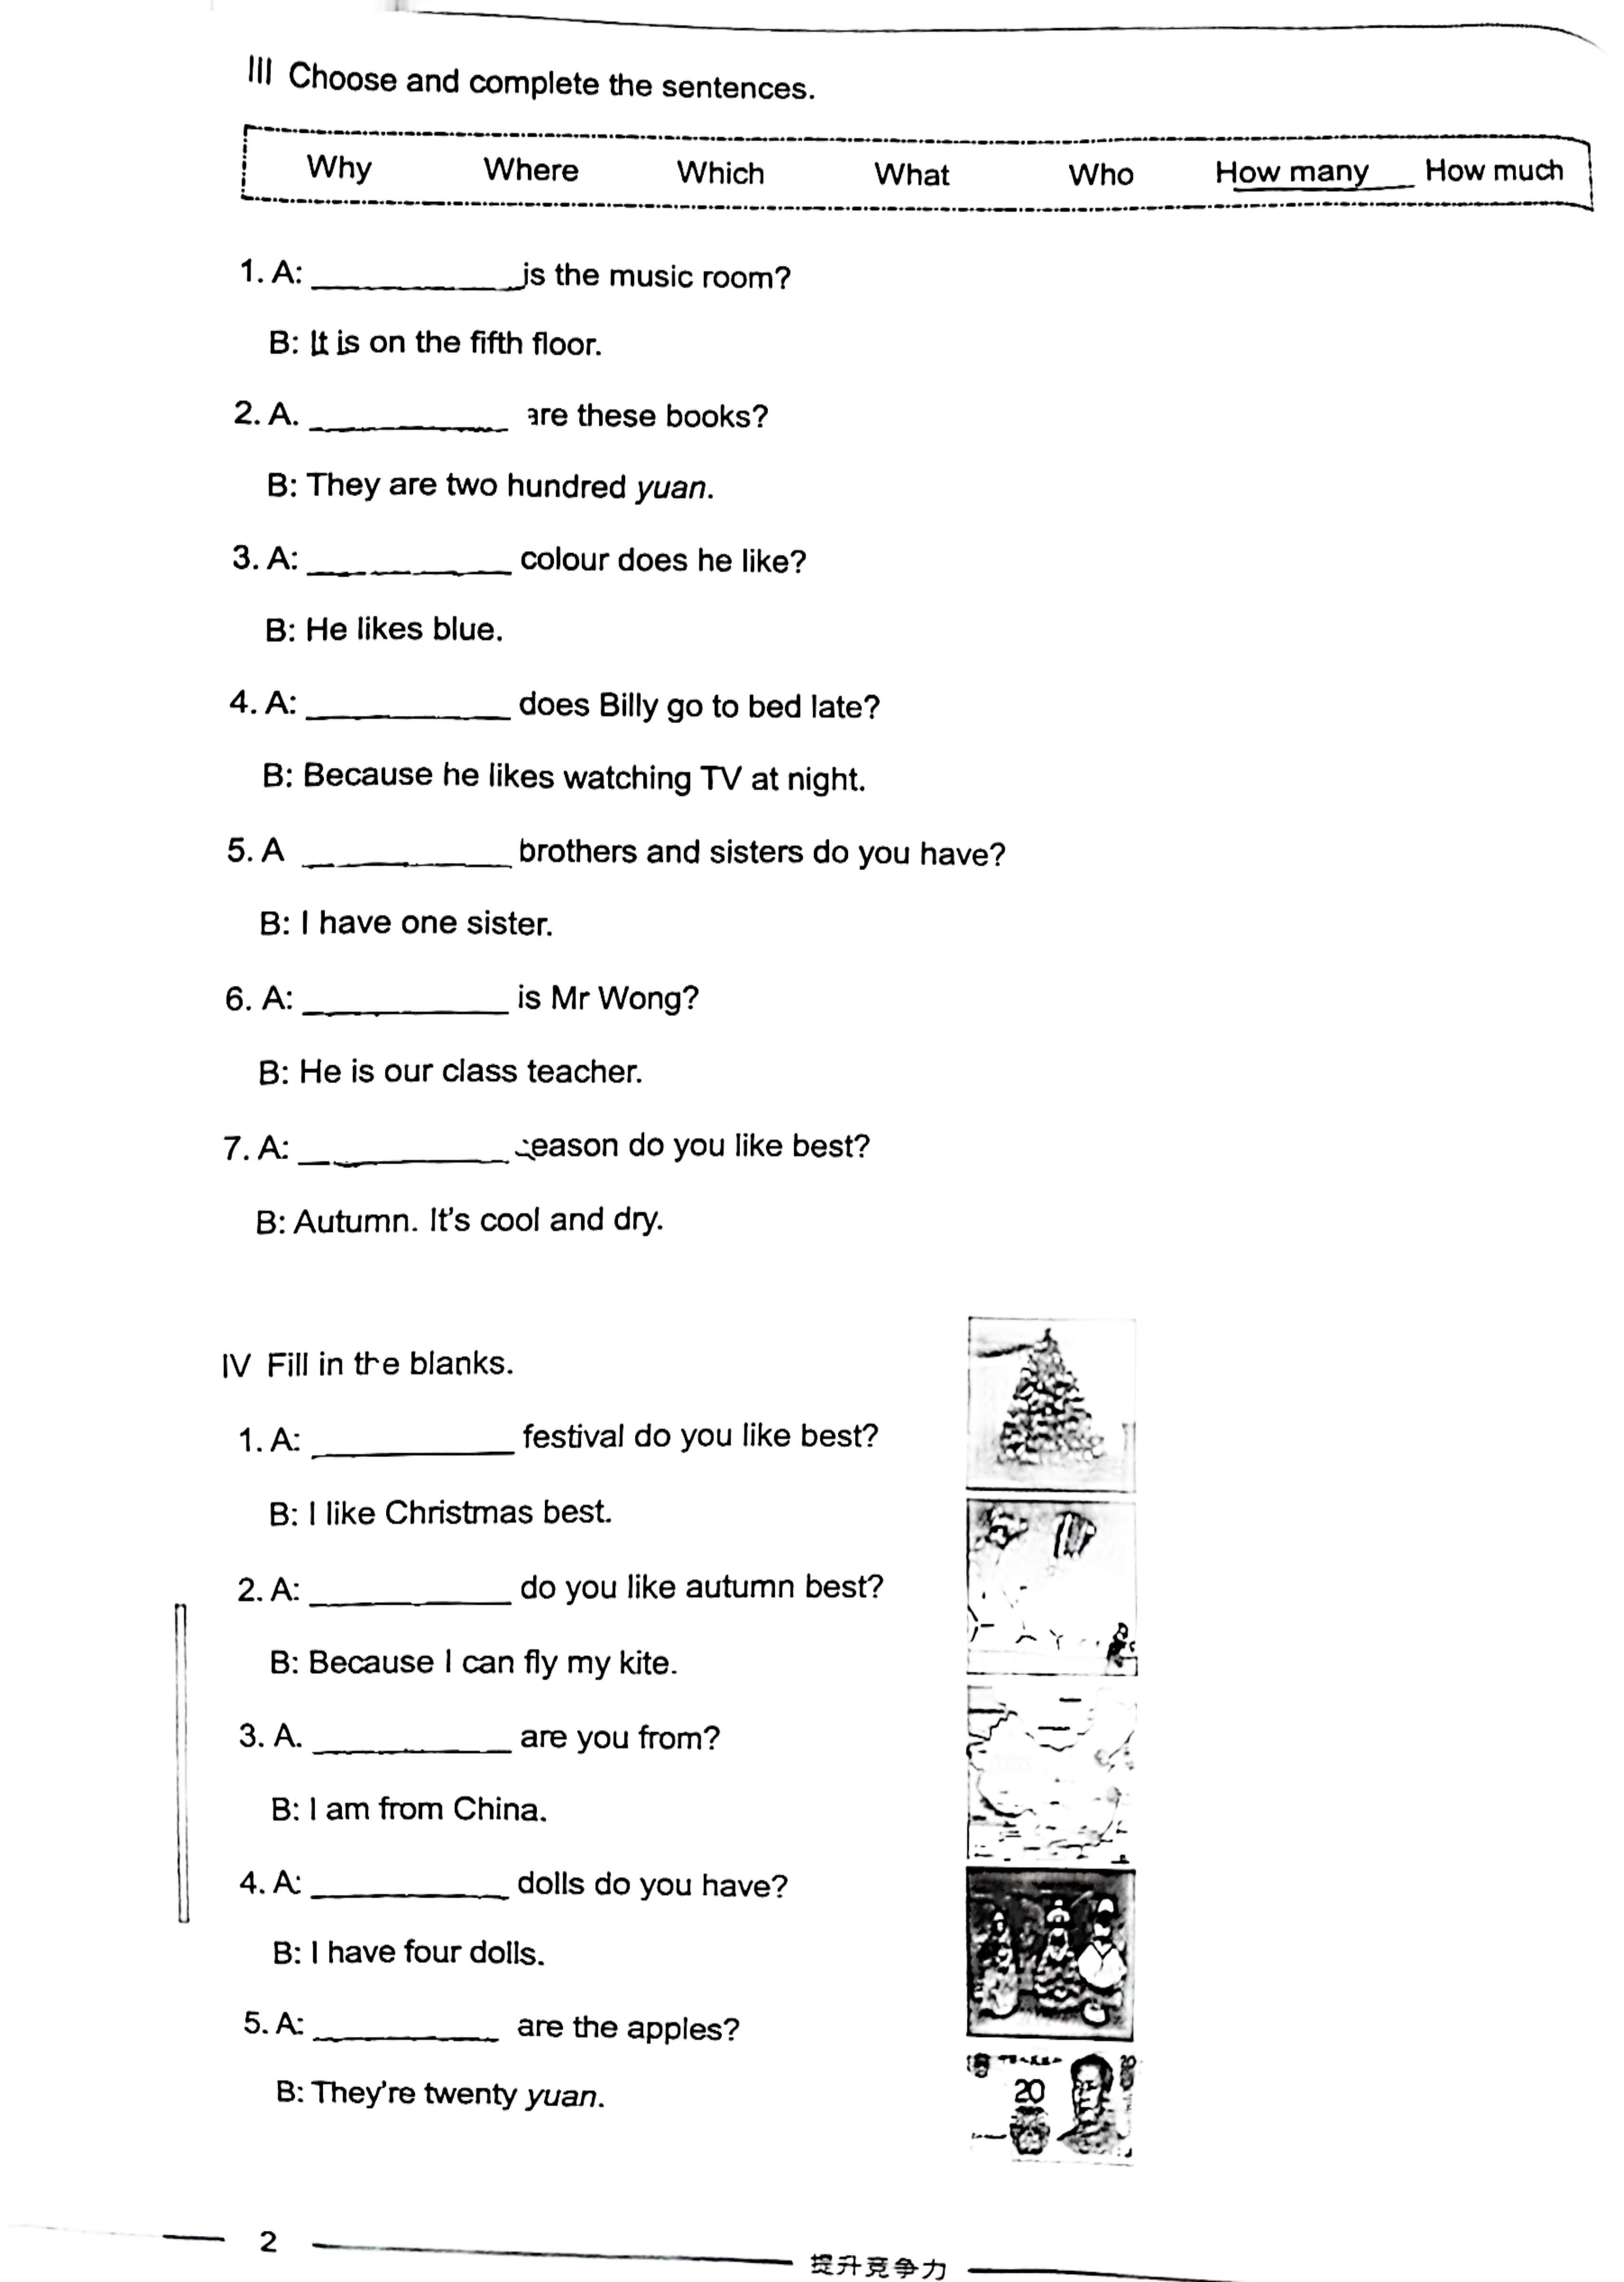 III Choose and complete the sentences.
Why Where Which What Who How many How much
1. A: ____________ is the music room?
B: It is on the fifth floor.
2. A. ____________ are these books?
B: They are two hundred yuan.
3. A: ____________ colour does he like?
B: He likes blue.
4. A: ____________ does Billy go to bed late?
B: Because he likes watching TV at night.
5. A ____________ brothers and sisters do you have?
B: I have one sister.
6. A: ____________ is Mr Wong?
B: He is our class teacher.
7. A: ____________ season do you like best?
B: Autumn. It's cool and dry.
IV Fill in the blanks.
1. A: ____________ festival do you like best?
B: I like Christmas best.
2. A: ____________ do you like autumn best?
B: Because I can fly my kite.
3. A. ____________ are you from?
B: I am from China.
4. A: ____________ dolls do you have?
B: I have four dolls.
5. A: ____________ are the apples?
B: They're twenty yuan.
20
20
2
提升竞争力